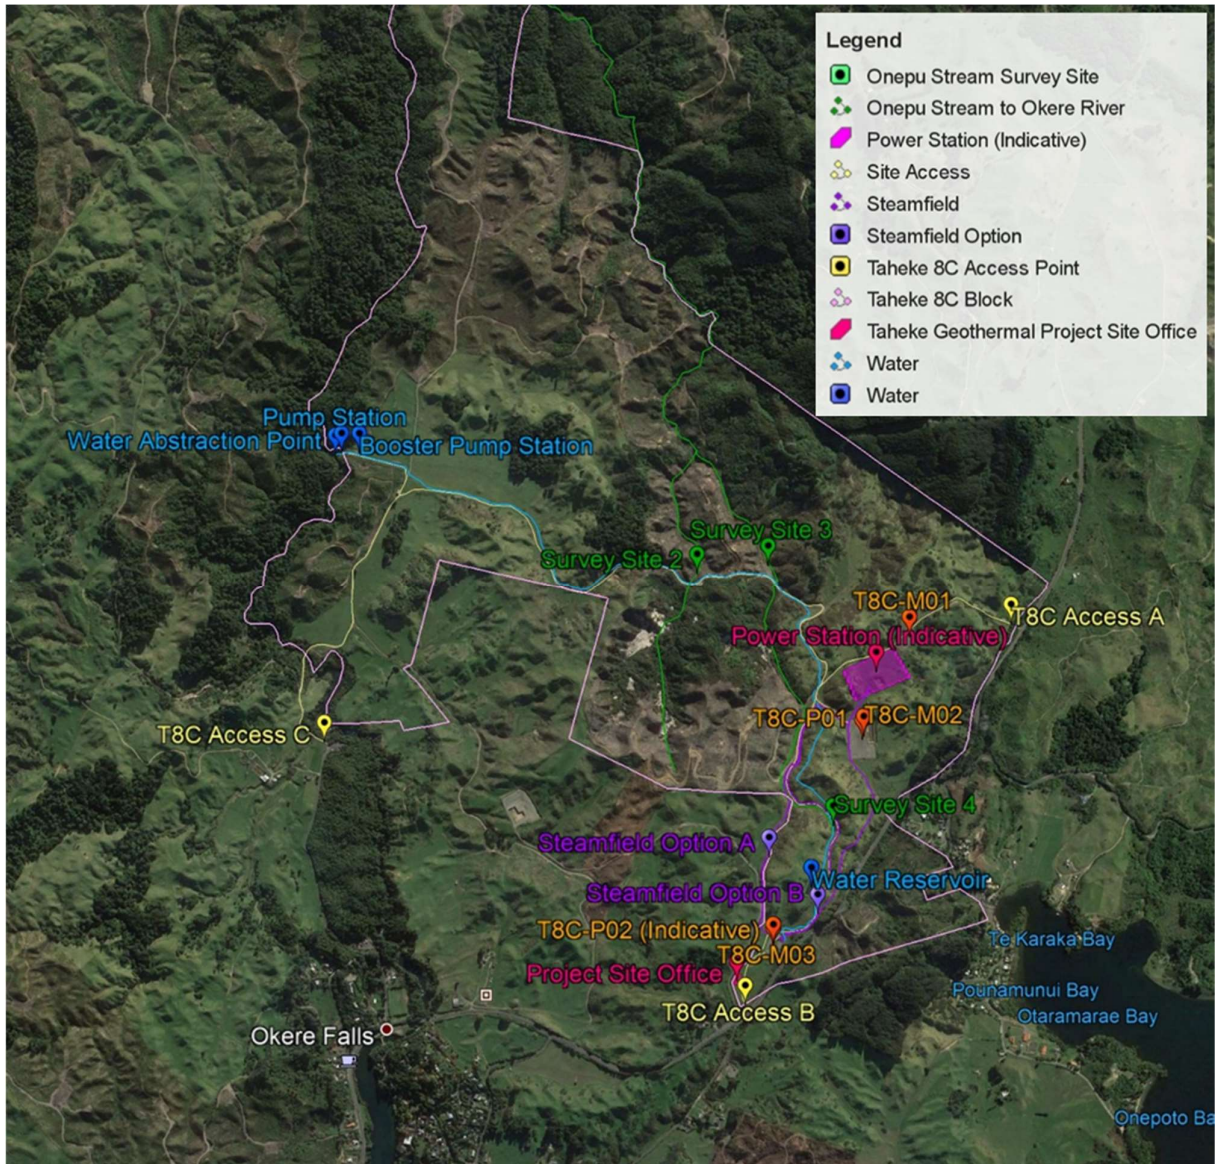 Legend
Onepu Stream Survey Site
Onepu Stream to Okere River
Power Station (Indicative)
Site Access
Steamfield
Steamfield Option
Taheke 8C Access Point
Taheke 8C Block
Taheke Geothermal Project Site Office
Water
Water
Pump Station
Water Abstraction Point
Booster Pump Station
Survey Site 3
Survey Site 2
T8C-M01
T8C Access A
Power Station (Indicative)
T8C-P01
T8C-M02
T8C Access C
Survey Site 4
Steamfield Option A
Water Reservoir
Steamfield Option B
T8C-P02 (Indicative)
Te Karaka Bay
T8C-M03
Project Site Office
Pounamunui Bay
T8C Access B
Otaramarae Bay
Okere Falls
Onepoto Ba